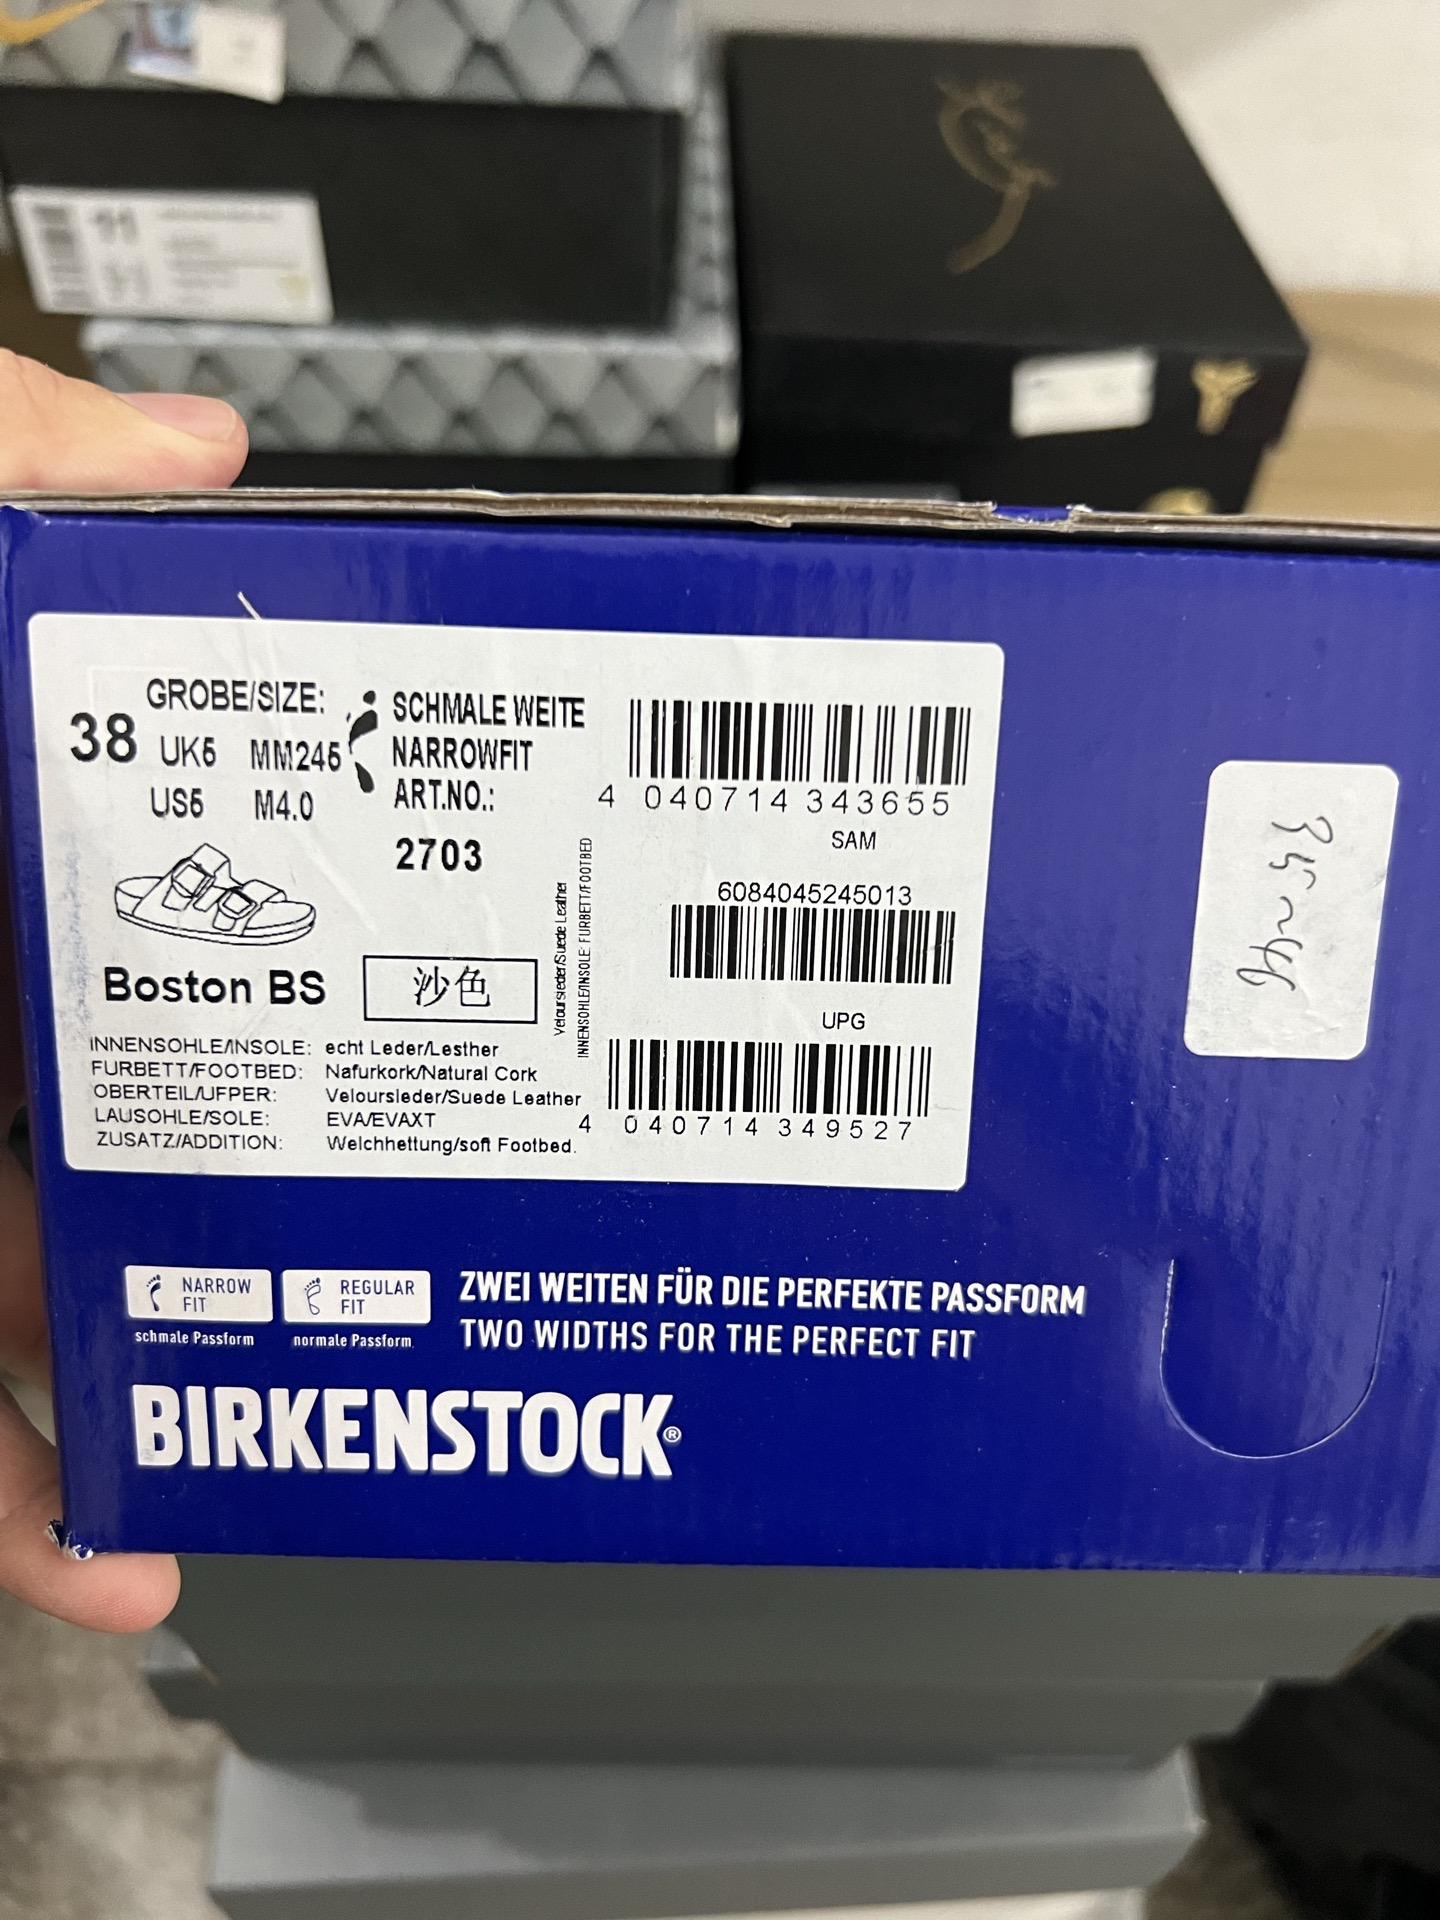 GROBE/SIZE:
38 UK5 MM245
US5 M4.0
SCHMALE WEITE
NARROWFIT
ART.NO.:
2703
Boston BS
沙色
INNENSOHLE/INSOLE: echt Leder/Lesther
FURBETT/FOOTBED: Nafurkork/Natural Cork
OBERTEIL/UFPER: Veloursleder/Suede Leather
LAUSOHLE/SOLE: EVA/EVAXT
ZUSATZ/ADDITION: Welchhettung/soft Footbed.
Veloursleder/Suede Leather
INNENSOHLE/INSOLE: FURBETT/FOOTBED
4 040714 343655
SAM
6084045245013
UPG
4 040714 349527
35~46
NARROW
FIT
schmale Passform
REGULAR
FIT
normale Passform
ZWEI WEITEN FÜR DIE PERFEKTE PASSFORM
TWO WIDTHS FOR THE PERFECT FIT
BIRKENSTOCK®
11